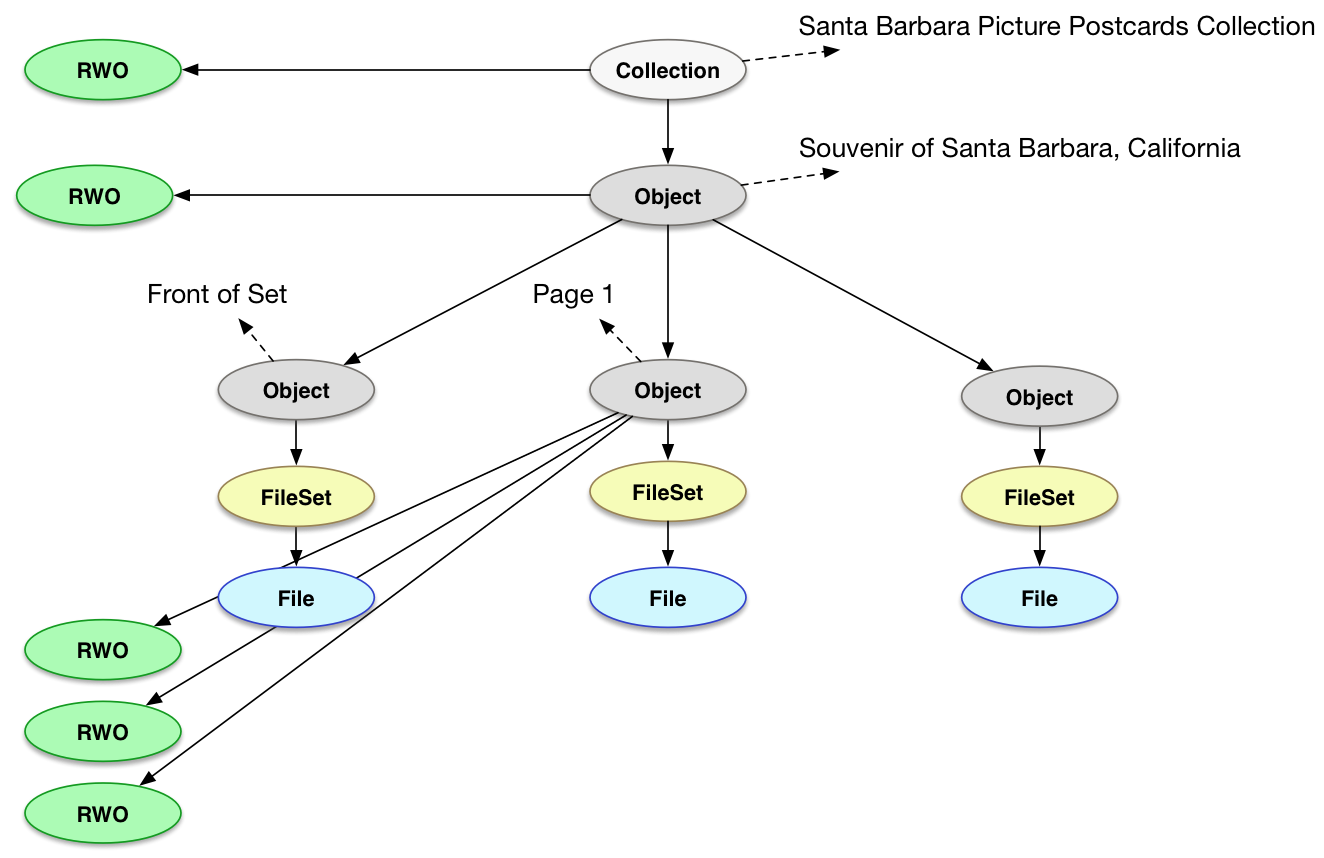 Santa Barbara Picture Postcards Collection
RWO
Collection
Souvenir of Santa Barbara, California
RWO
Object
Front of Set
Page 1
Object
Object
Object
FileSet
FileSet
FileSet
File
File
File
RWO
RWO
RWO